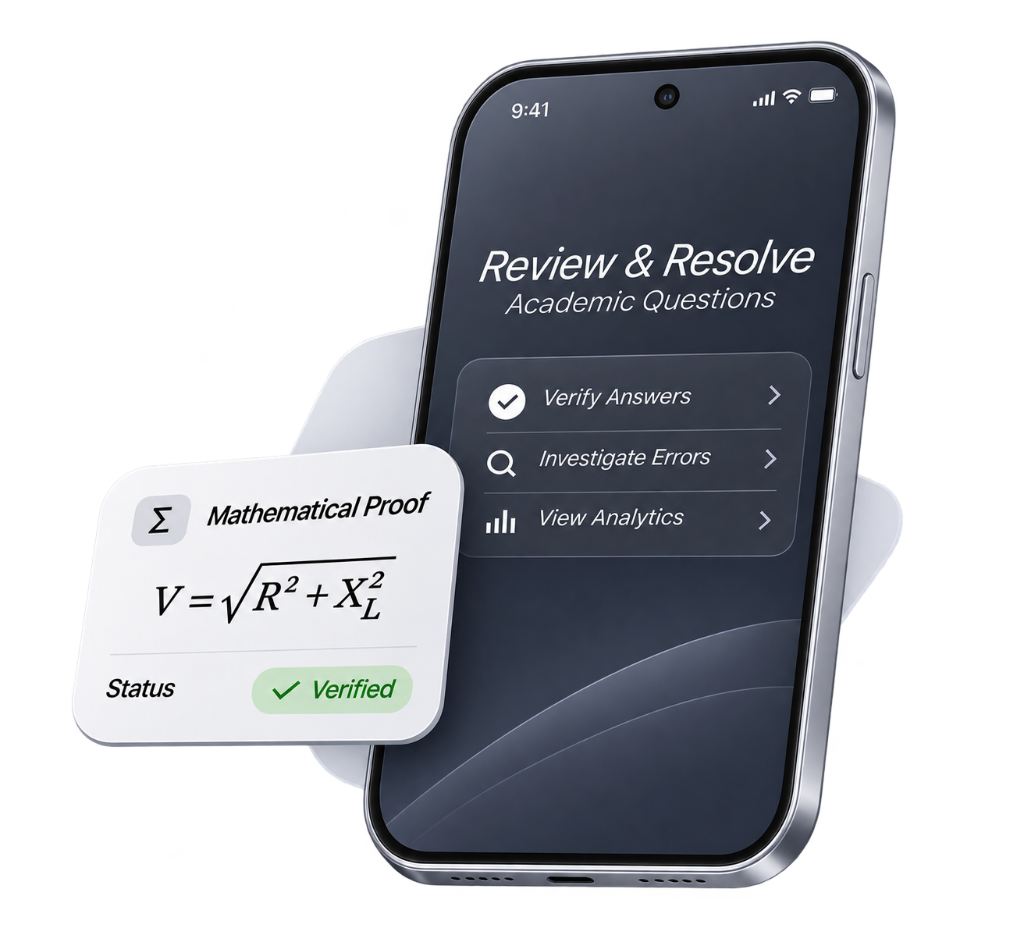 9:41
Review & Resolve
Academic Questions
Verify Answers
Investigate Errors
View Analytics
Σ Mathematical Proof
V = √(R² + X_L²)
Status
Verified